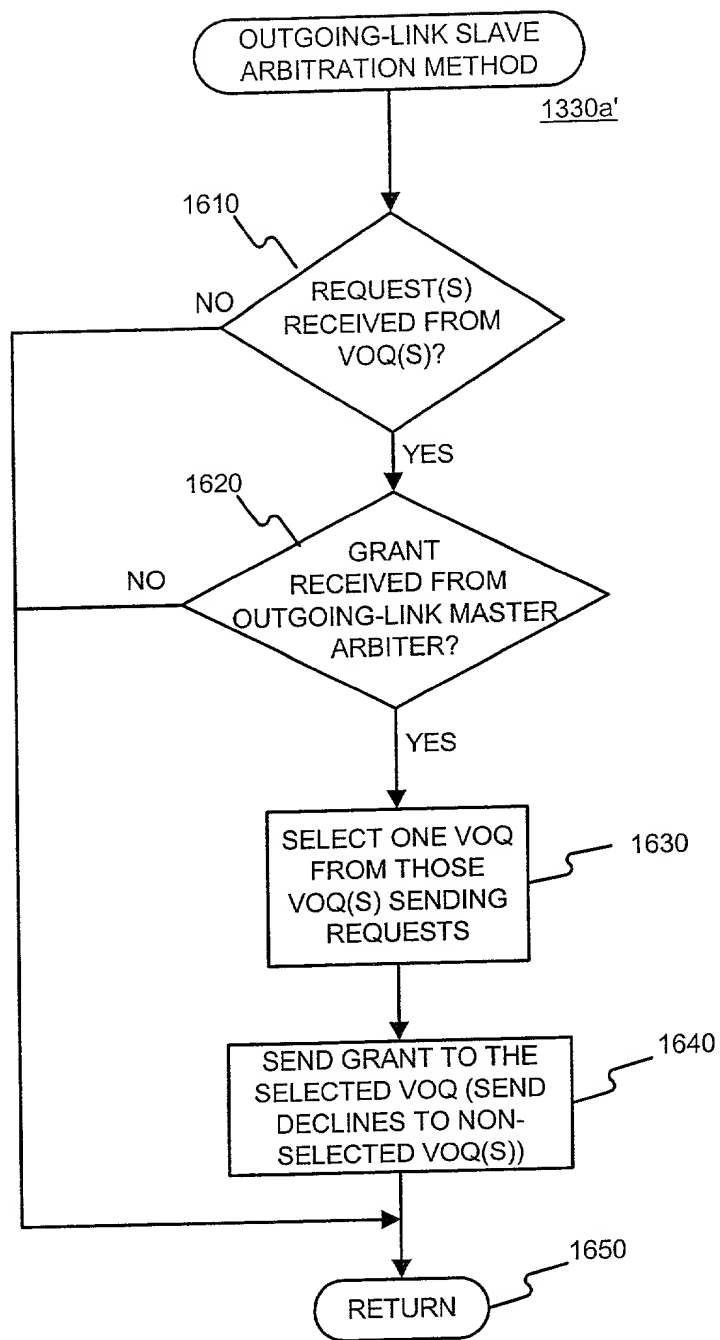 OUTGOING-LINK SLAVE
ARBITRATION METHOD
1330a'
1610
NO
REQUEST(S)
RECEIVED FROM
VOQ(S)?
YES
1620
NO
GRANT
RECEIVED FROM
OUTGOING-LINK MASTER
ARBITER?
YES
SELECT ONE VOQ
FROM THOSE
VOQ(S) SENDING
REQUESTS
1630
SEND GRANT TO THE
SELECTED VOQ (SEND
DECLINES TO NON-
SELECTED VOQ(S))
1640
1650
RETURN